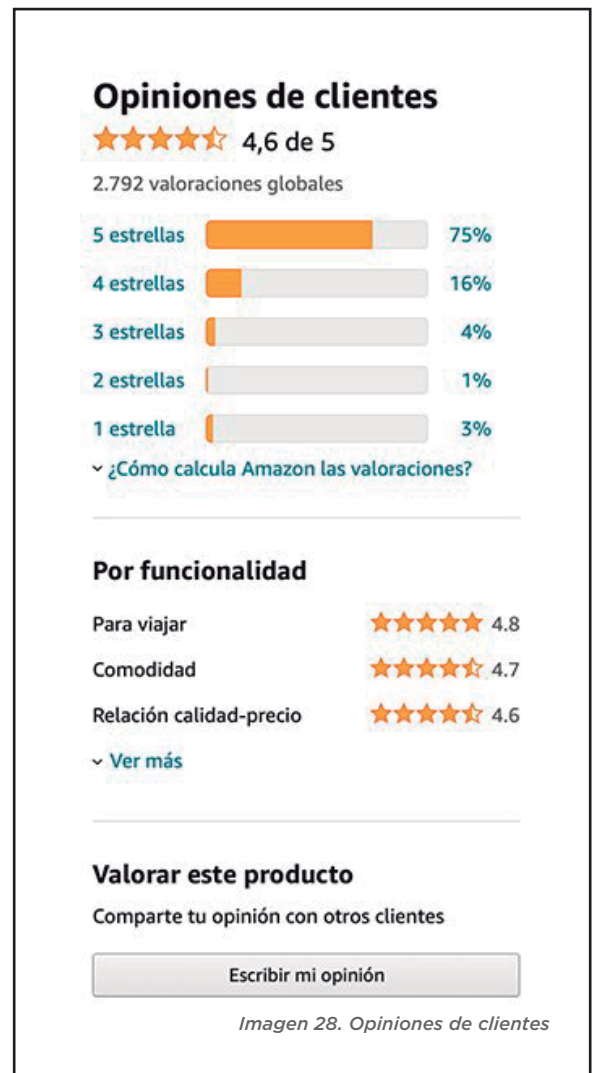 Opiniones de clientes
4,6 de 5
2.792 valoraciones globales
5 estrellas 75%
4 estrellas 16%
3 estrellas 4%
2 estrellas 1%
1 estrella 3%
¿Cómo calcula Amazon las valoraciones?
Por funcionalidad
Para viajar 4.8
Comodidad 4.7
Relación calidad-precio 4.6
Ver más
Valorar este producto
Comparte tu opinión con otros clientes
Escribir mi opinión
Imagen 28. Opiniones de clientes